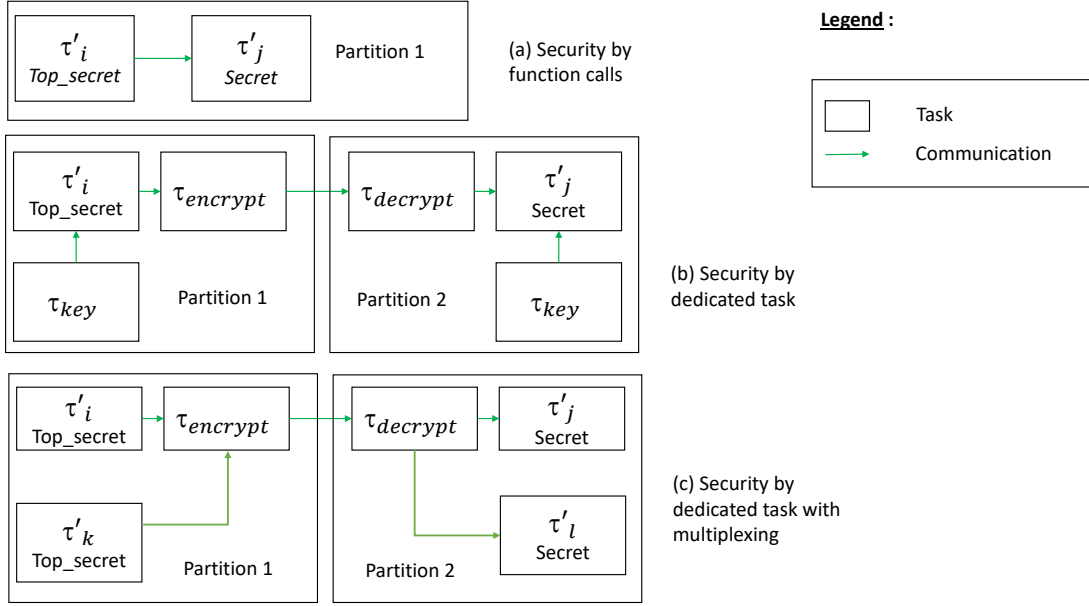 τ′i
Top_secret
τ′j
Secret
Partition 1
(a) Security by
function calls
Legend :
Task
Communication
τ′i
Top_secret
τencrypt
τdecrypt
τ′j
Secret
τkey
Partition 1
Partition 2
τkey
(b) Security by
dedicated task
τ′i
Top_secret
τencrypt
τdecrypt
τ′j
Secret
τ′k
Top_secret
Partition 1
Partition 2
τ′l
Secret
(c) Security by
dedicated task with
multiplexing